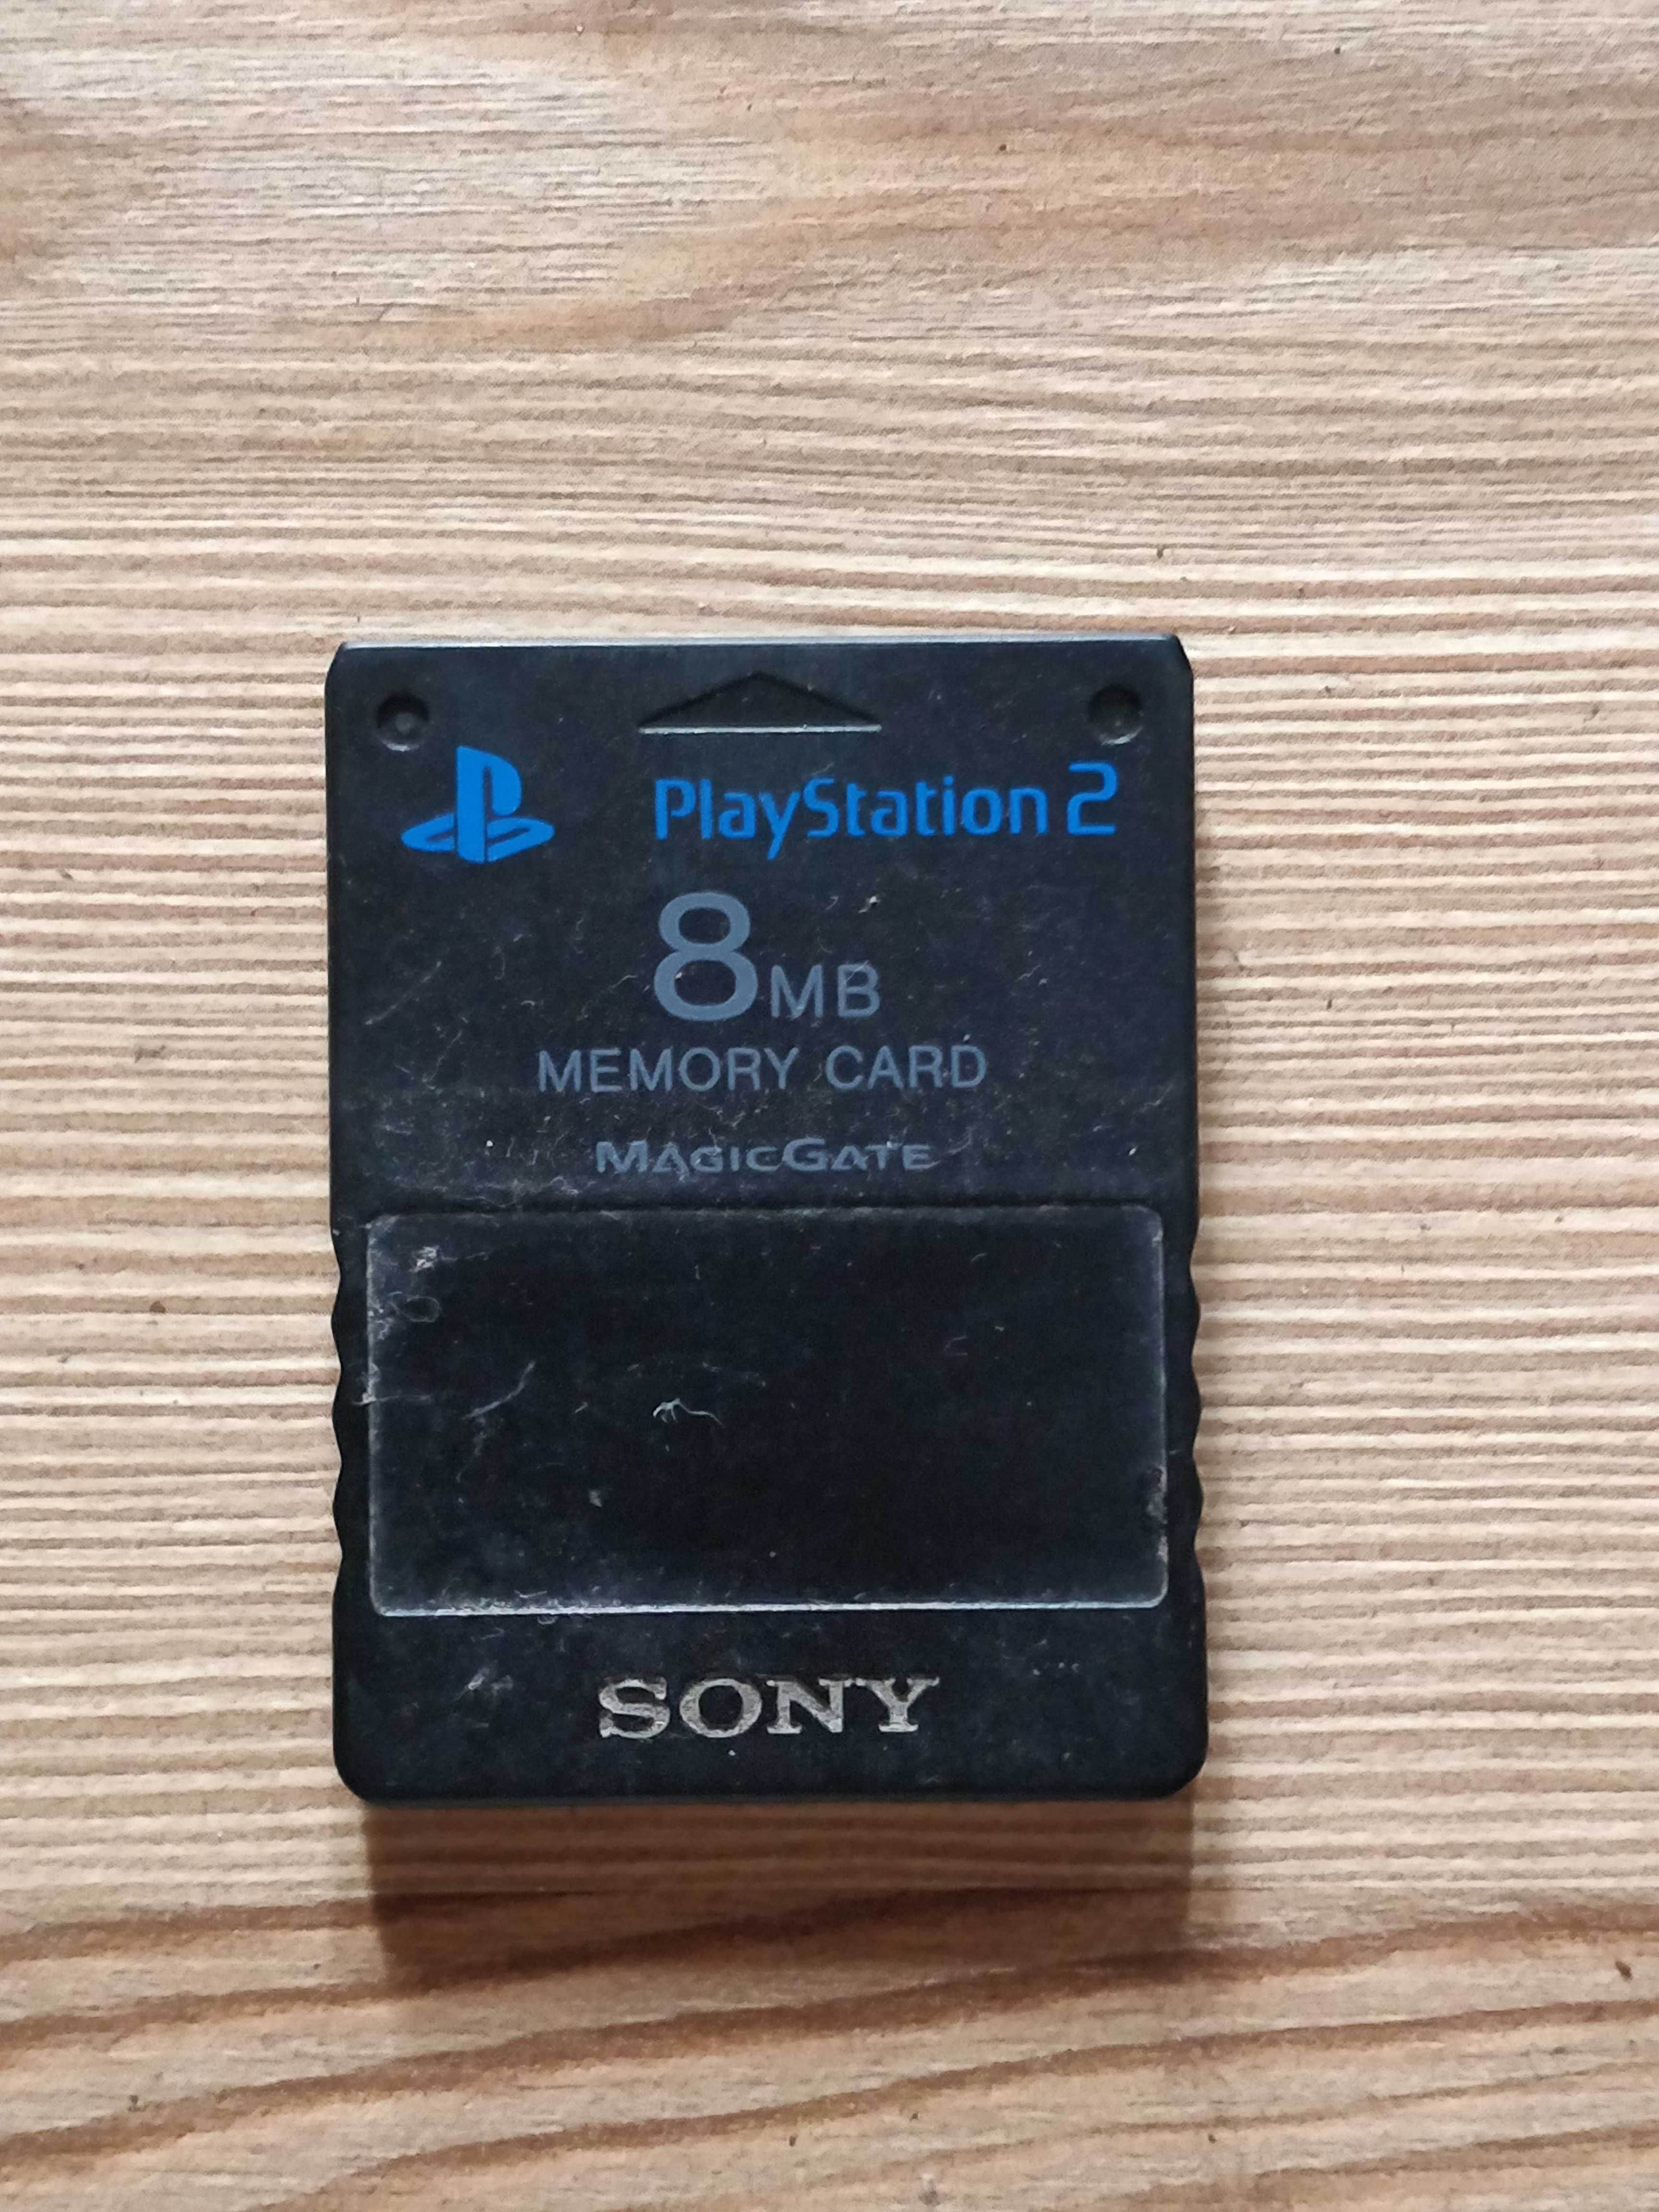 PlayStation 2
8MB
MEMORY CARD
MAGICGATE
SONY